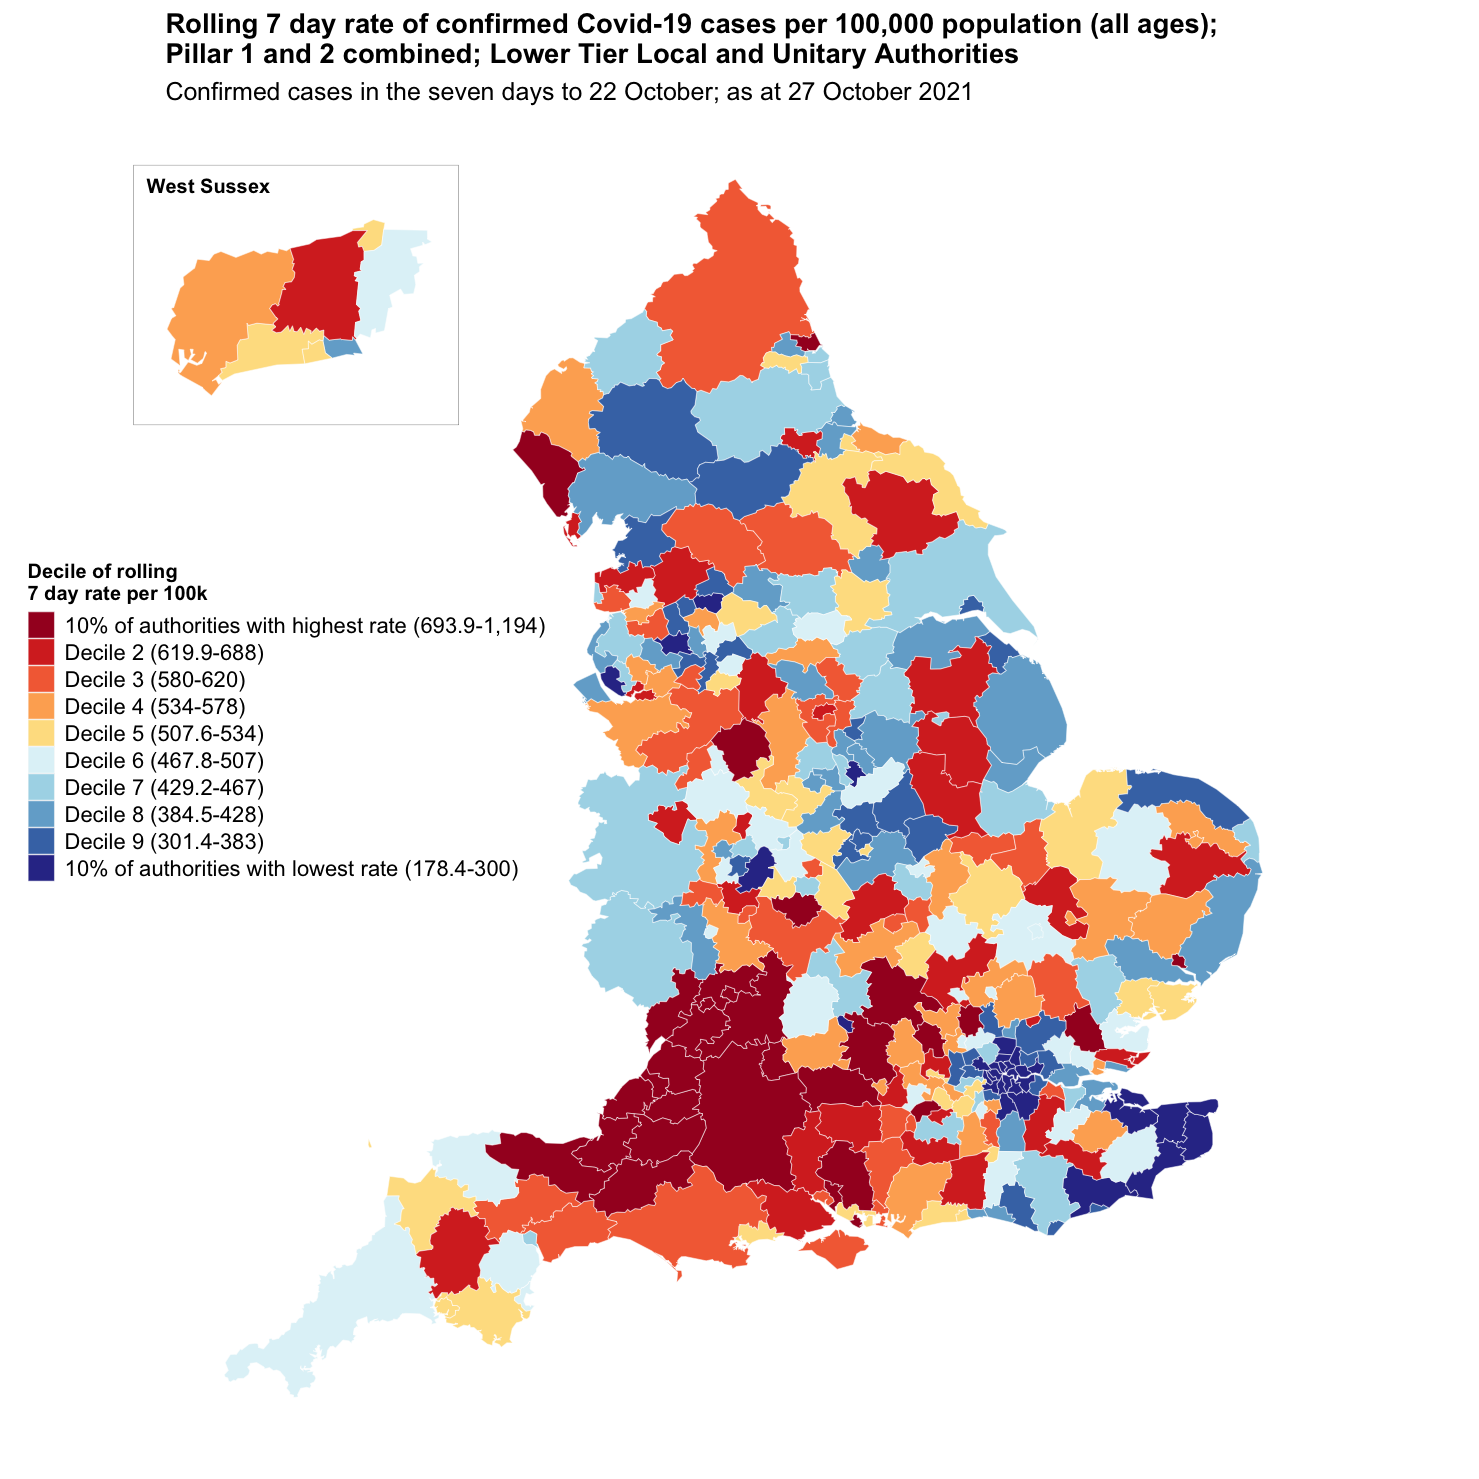 Rolling 7 day rate of confirmed Covid-19 cases per 100,000 population (all ages);
Pillar 1 and 2 combined; Lower Tier Local and Unitary Authorities
Confirmed cases in the seven days to 22 October; as at 27 October 2021
West Sussex
Decile of rolling
7 day rate per 100k
10% of authorities with highest rate (693.9-1,194)
Decile 2 (619.9-688)
Decile 3 (580-620)
Decile 4 (534-578)
Decile 5 (507.6-534)
Decile 6 (467.8-507)
Decile 7 (429.2-467)
Decile 8 (384.5-428)
Decile 9 (301.4-383)
10% of authorities with lowest rate (178.4-300)